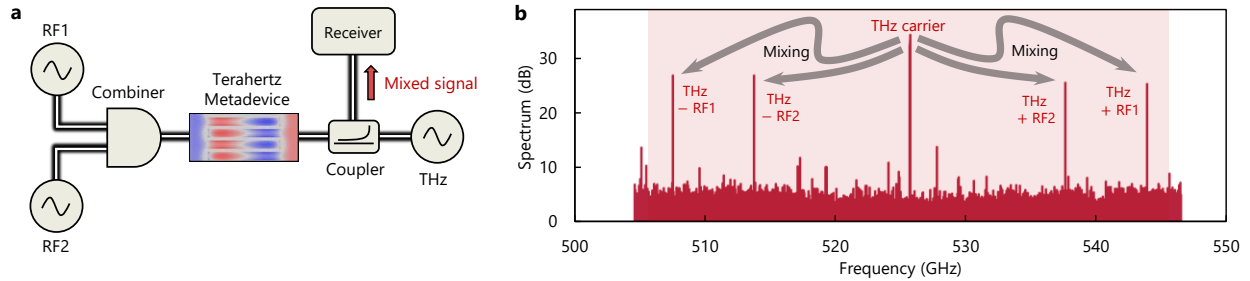 a
RF1
Combiner
RF2
Terahertz
Metadevice
Receiver
Mixed signal
Coupler
THz
b
Spectrum (dB)
30
20
10
0
THz carrier
Mixing
Mixing
THz
− RF1
THz
− RF2
THz
+ RF2
THz
+ RF1
500
510
520
530
540
550
Frequency (GHz)